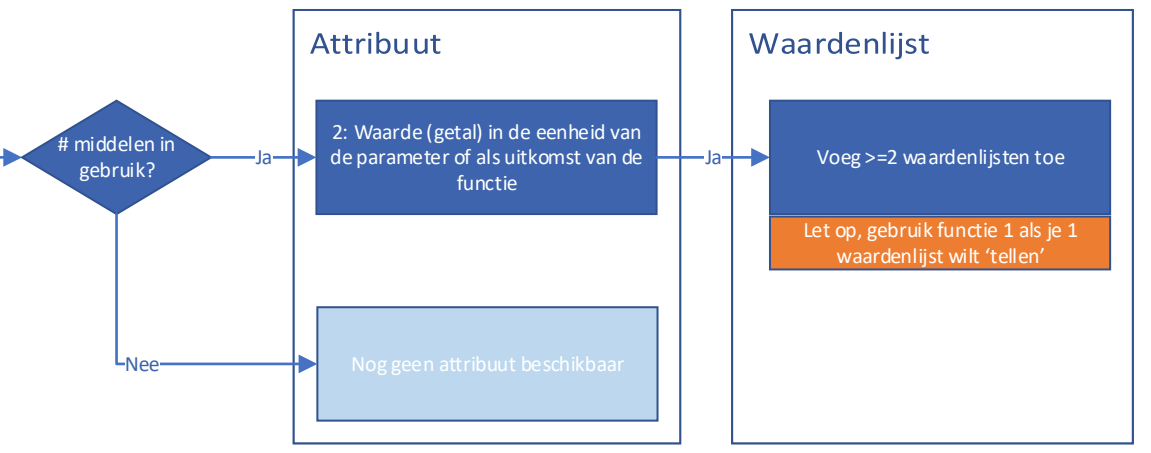 Attribuut
Waardenlijst
# middelen in
gebruik?
Ja
2: Waarde (getal) in de eenheid van
de parameter of als uitkomst van de
functie
Ja
Voeg >=2 waardenlijsten toe
Let op, gebruik functie 1 als je 1
waardenlijst wilt ‘tellen’
Nee
Nog geen attribuut beschikbaar